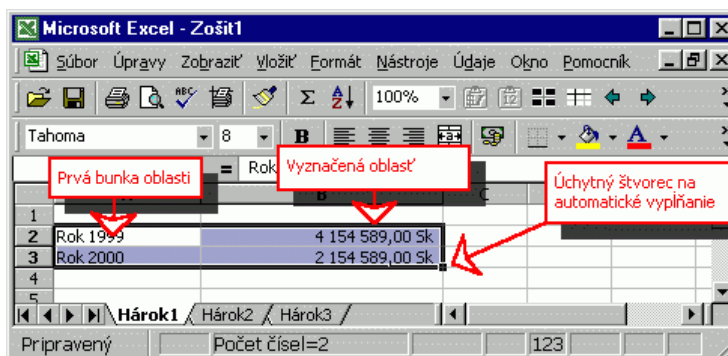 Microsoft Excel - Zošit1
Súbor Úpravy Zobraziť Vložiť Formát Nástroje Údaje Okno Pomocník
ABC Σ 100%
Tahoma 8 B
= Rok
Prvá bunka oblasti
Vyznačená oblasť
Úchytný štvorec na
automatické vypĺňanie
B C
1
2 Rok 1999 4 154 589,00 Sk
3 Rok 2000 2 154 589,00 Sk
4
5
Hárok1 Hárok2 Hárok3
Pripravený Počet čísel=2 123